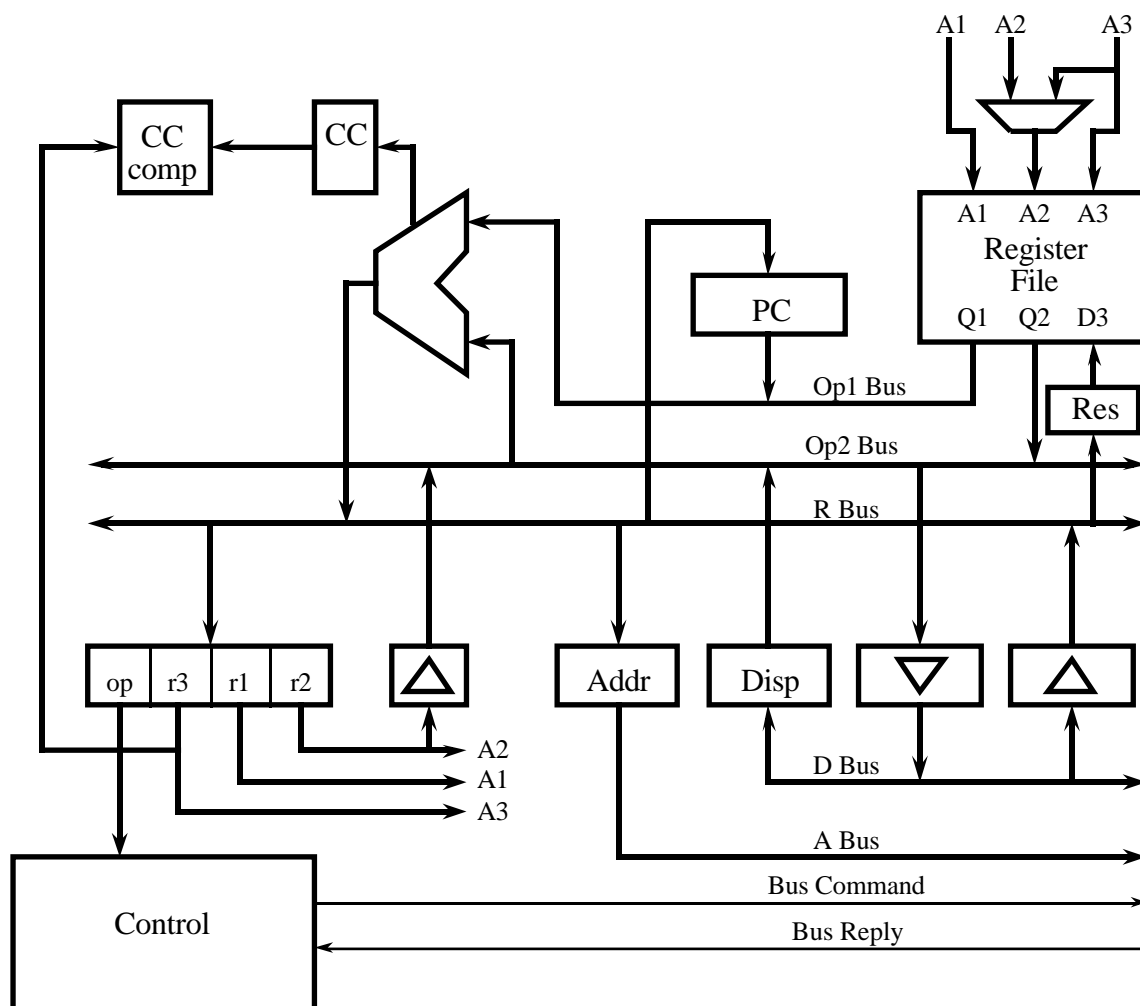 A1 A2 A3
CC comp
CC
A1 A2 A3
Register
File
Q1 Q2 D3
PC
Op1 Bus
Res
Op2 Bus
R Bus
op r3 r1 r2
Addr
Disp
A2
A1
A3
D Bus
A Bus
Bus Command
Control
Bus Reply